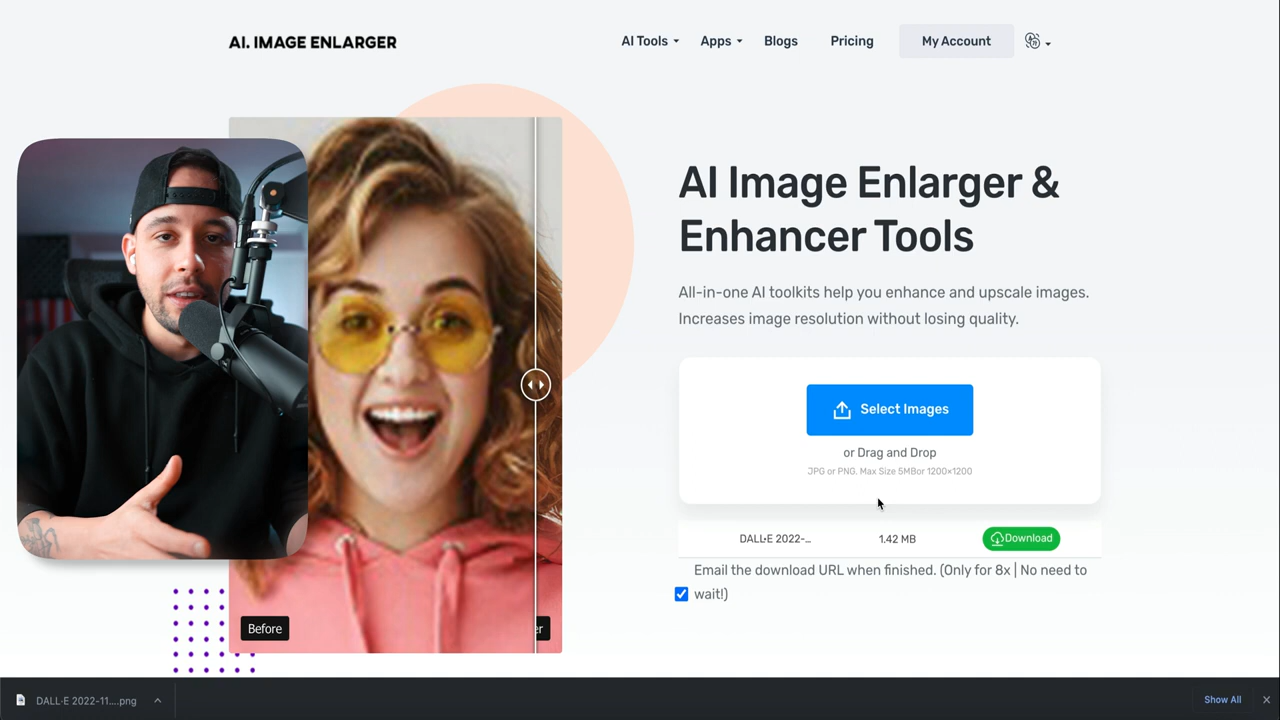 AI. IMAGE ENLARGER
AI Tools
Apps
Blogs
Pricing
My Account
AI Image Enlarger &
Enhancer Tools
All-in-one AI toolkits help you enhance and upscale images.
Increases image resolution without losing quality.
Select Images
or Drag and Drop
JPG or PNG. Max Size 5MBor 1200×1200
DALL·E 2022-... 1.42 MB Download
Email the download URL when finished. (Only for 8x | No need to
wait!)
Before
er
DALL·E 2022-11....png
Show All